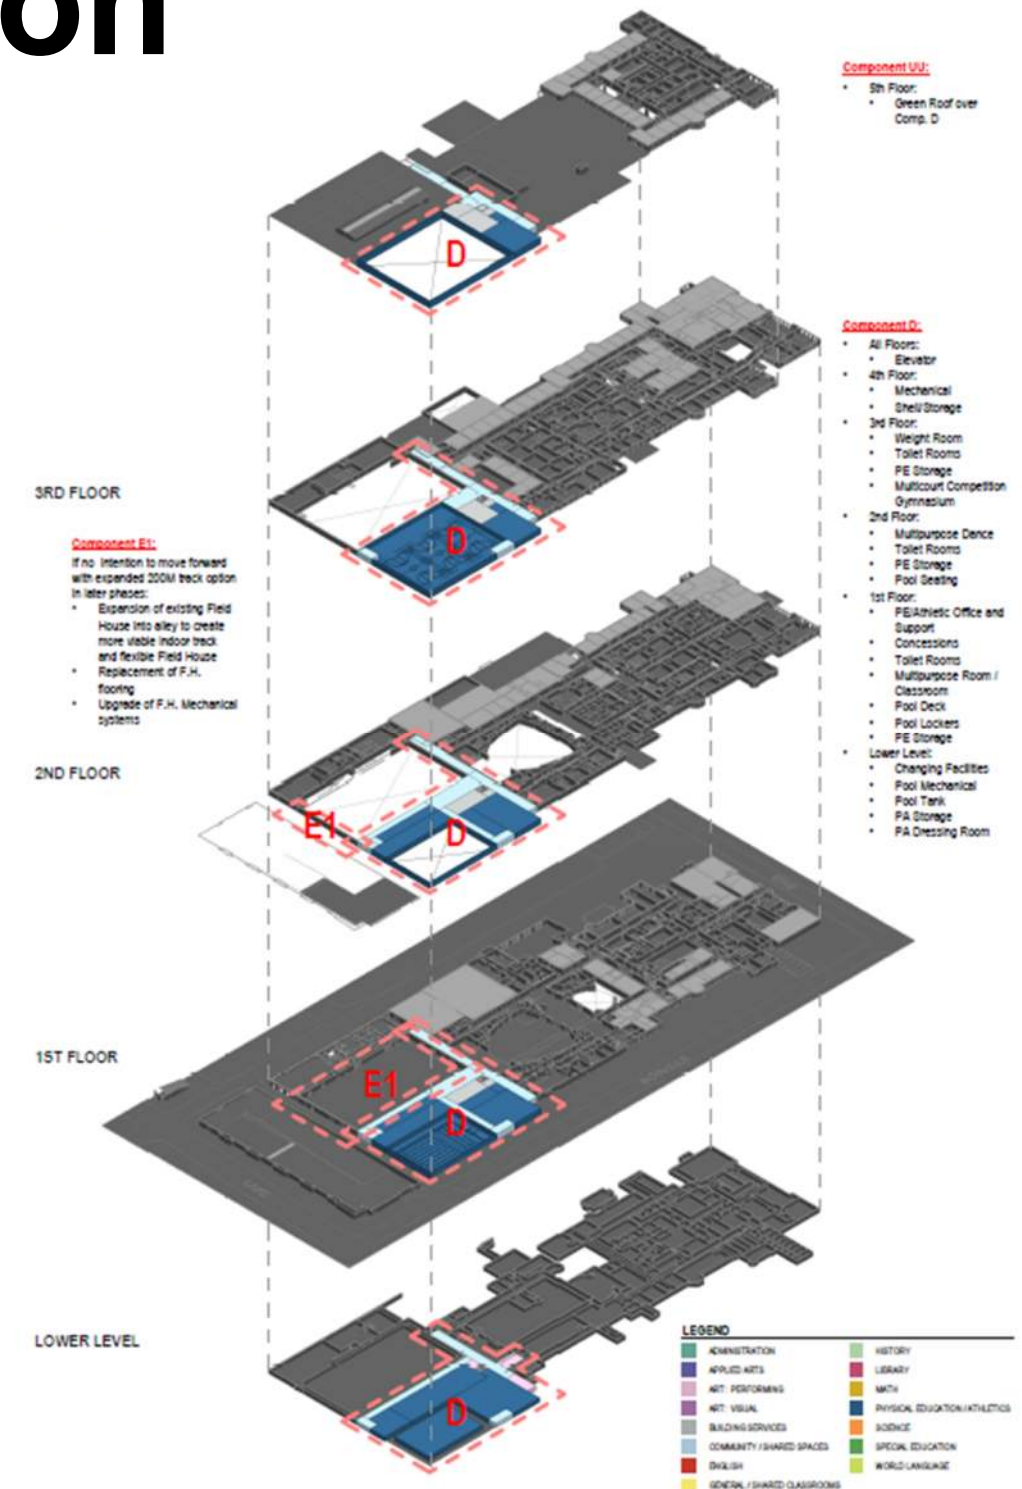 on
Component UU:
• 5th Floor:
• Green Roof over
Comp. D
D
Component D:
• All Floors:
• Elevator
• 4th Floor:
• Mechanical
• Shell/Storage
• 3rd Floor:
• Weight Room
• Toilet Rooms
• PE Storage
• Multicourt Competition
Gymnasium
• 2nd Floor:
• Multipurpose Dance
• Toilet Rooms
• PE Storage
• Pool Seating
• 1st Floor:
• PE/Athletic Office and
Support
• Concessions
• Toilet Rooms
• Multipurpose Room /
Classroom
• Pool Deck
• Pool Lockers
• PE Storage
• Lower Level:
• Changing Facilities
• Pool Mechanical
• Pool Tank
• PA Storage
• PA Dressing Room
3RD FLOOR
D
Component E1:
If no intention to move forward
with expanded 200M track option
in later phases:
• Expansion of existing Field
House into alley to create
more viable indoor track
and flexible Field House
• Replacement of F.H.
flooring
• Upgrade of F.H. Mechanical
systems
2ND FLOOR
E1
D
1ST FLOOR
E1
D
LOWER LEVEL
D
LEGEND
ADMINISTRATION
APPLIED ARTS
ART: PERFORMING
ART: VISUAL
BUILDING SERVICES
COMMUNITY / SHARED SPACES
ENGLISH
GENERAL / SHARED CLASSROOMS
HISTORY
LIBRARY
MATH
PHYSICAL EDUCATION / ATHLETICS
SCIENCE
SPECIAL EDUCATION
WORLD LANGUAGE